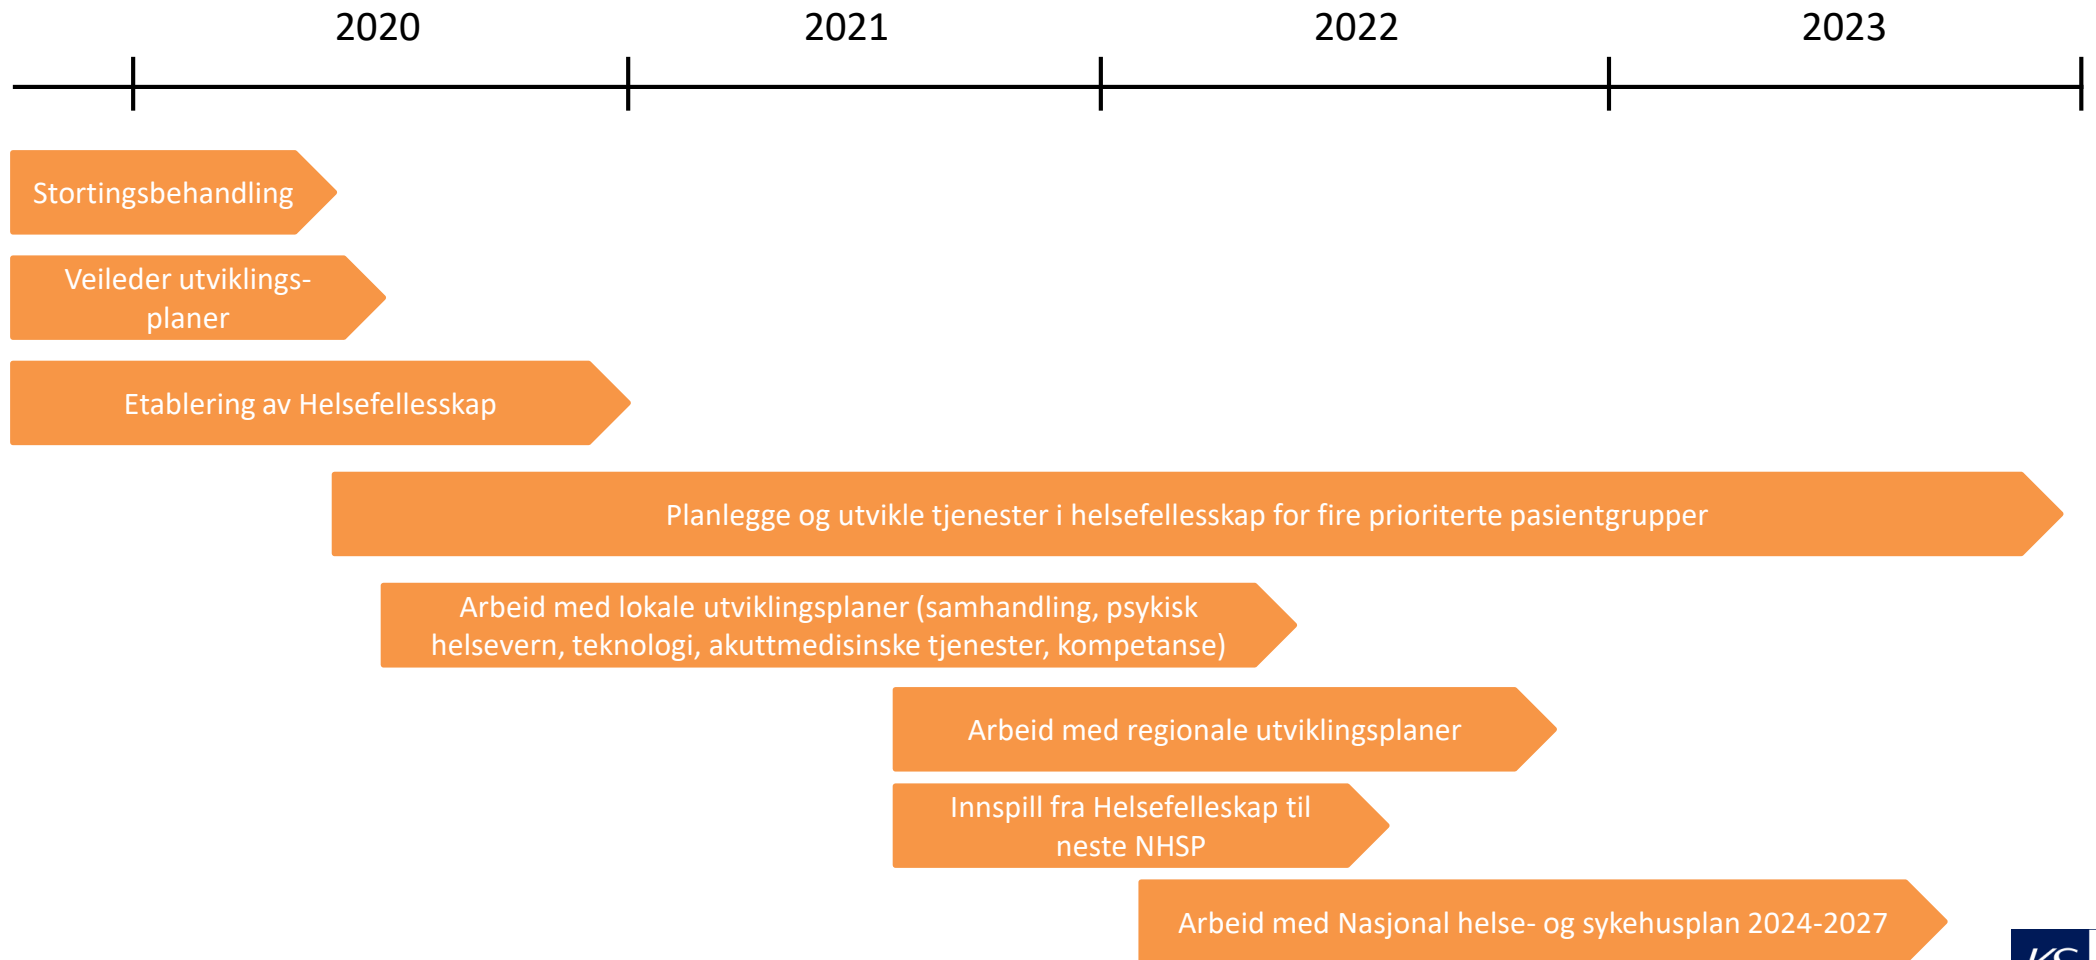 2020 2021 2022 2023
Stortingsbehandling
Veileder utviklings-
planer
Etablering av Helsefellesskap
Planlegge og utvikle tjenester i helsefellesskap for fire prioriterte pasientgrupper
Arbeid med lokale utviklingsplaner (samhandling, psykisk
helsevern, teknologi, akuttmedisinske tjenester, kompetanse)
Arbeid med regionale utviklingsplaner
Innspill fra Helsefelleskap til
neste NHSP
Arbeid med Nasjonal helse- og sykehusplan 2024-2027
KS